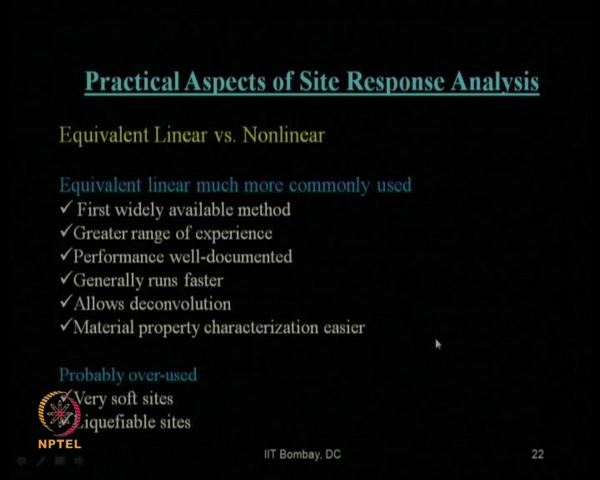 Practical Aspects of Site Response Analysis
Equivalent Linear vs. Nonlinear
Equivalent linear much more commonly used
✓ First widely available method
✓Greater range of experience
✓Performance well-documented
✓Generally runs faster
✓Allows deconvolution
✓Material property characterization easier
Probably over-used
✓Very soft sites
✓Liquefiable sites
NPTEL
IIT Bombay, DC
22